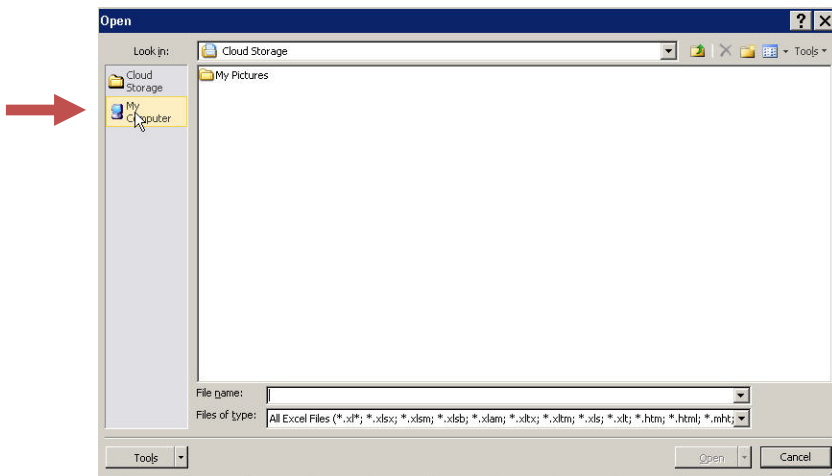 Open
Look in:
Cloud Storage
Tools
Cloud
Storage
My
Computer
My Pictures
File name:
Files of type:
All Excel Files (*.xl*; *.xlsx; *.xlsm; *.xlsb; *.xlam; *.xltx; *.xltm; *.xls; *.xlt; *.htm; *.html; *.mht;
Tools
Open
Cancel